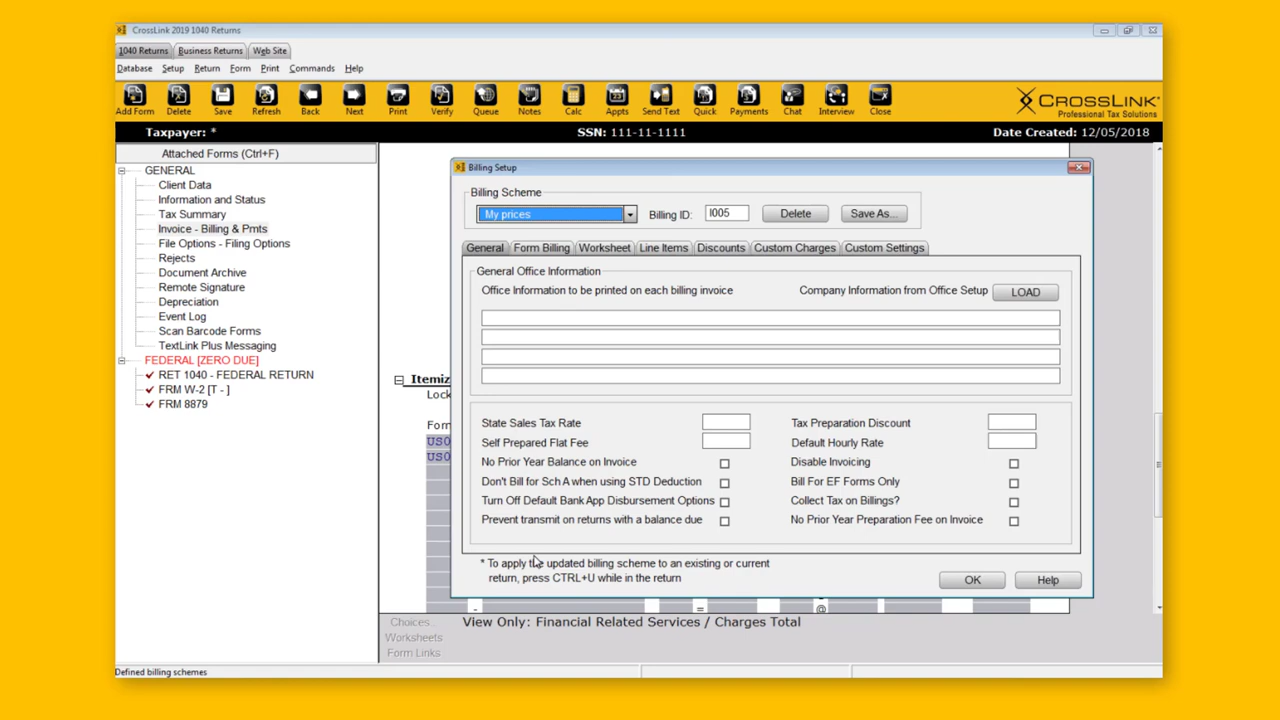 CrossLink 2019 1040 Returns
1040 Returns Business Returns Web Site
Database Setup Return Form Print Commands Help
Add Form Delete Save Refresh Back Next Print Verify Queue Notes Calc Appts Send Text Quick Payments Chat Interview Close
CROSSLINK
Professional Tax Solutions
Taxpayer: * SSN: 111-11-1111 Date Created: 12/05/2018
Attached Forms (Ctrl+F)
GENERAL
Client Data
Information and Status
Tax Summary
Invoice - Billing & Pmts
File Options - Filing Options
Rejects
Document Archive
Remote Signature
Depreciation
Event Log
Scan Barcode Forms
TextLink Plus Messaging
FEDERAL [ZERO DUE]
RET 1040 - FEDERAL RETURN
FRM W-2 [T - ]
FRM 8879
Itemiz
Lock
Forn
USO
USO
Billing Setup
Billing Scheme
My prices Billing ID: I005 Delete Save As...
General Form Billing Worksheet Line Items Discounts Custom Charges Custom Settings
General Office Information
Office Information to be printed on each billing invoice Company Information from Office Setup LOAD
State Sales Tax Rate Tax Preparation Discount
Self Prepared Flat Fee Default Hourly Rate
No Prior Year Balance on Invoice Disable Invoicing
Don't Bill for Sch A when using STD Deduction Bill For EF Forms Only
Turn Off Default Bank App Disbursement Options Collect Tax on Billings?
Prevent transmit on returns with a balance due No Prior Year Preparation Fee on Invoice
* To apply the updated billing scheme to an existing or current
return, press CTRL+U while in the return
OK Help
- = @
Choices...
Worksheets
Form Links
View Only: Financial Related Services / Charges Total
Defined billing schemes